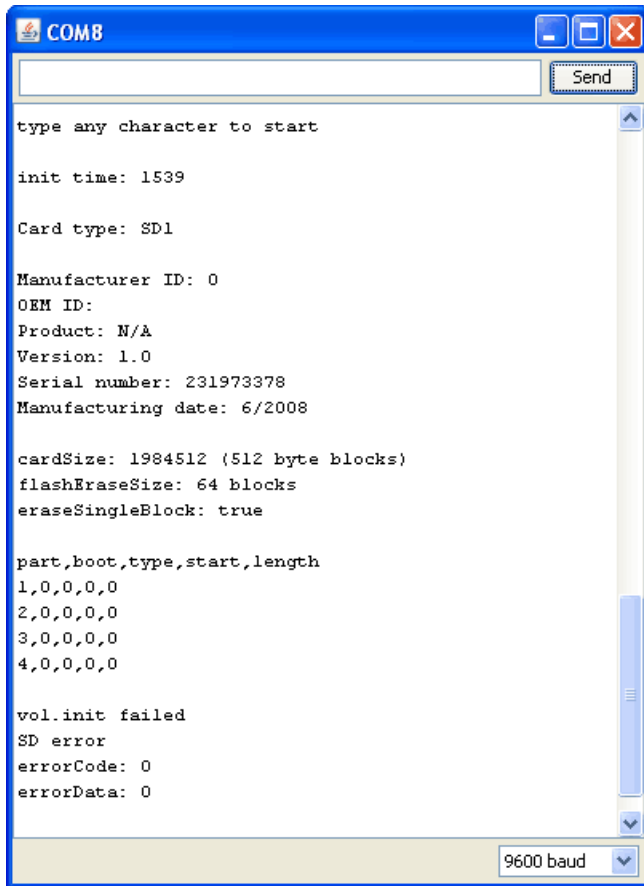 COM8
Send
type any character to start
init time: 1539
Card type: SD1
Manufacturer ID: 0
OEM ID:
Product: N/A
Version: 1.0
Serial number: 231973378
Manufacturing date: 6/2008
cardSize: 1984512 (512 byte blocks)
flashEraseSize: 64 blocks
eraseSingleBlock: true
part,boot,type,start,length
1,0,0,0,0
2,0,0,0,0
3,0,0,0,0
4,0,0,0,0
vol.init failed
SD error
errorCode: 0
errorData: 0
9600 baud